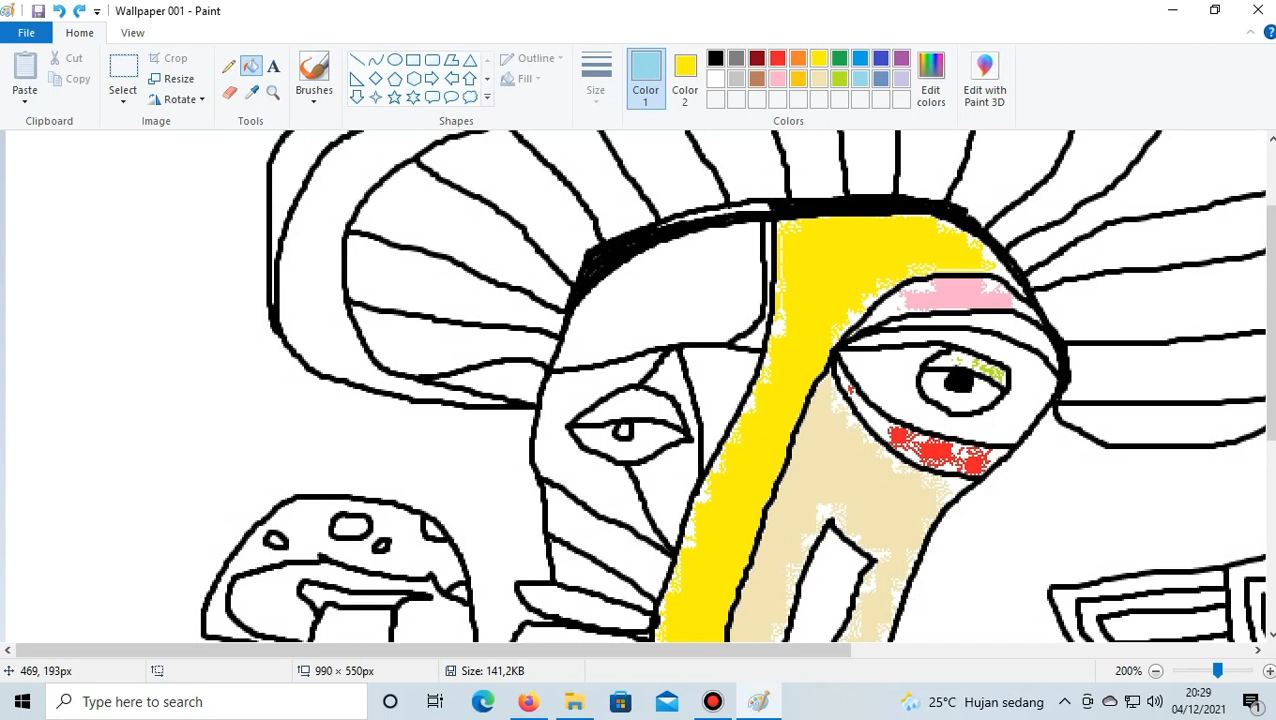 Wallpaper 001 - Paint
File
Home
View
Paste
Cut
Copy
Clipboard
Select
Crop
Resize
Rotate
Image
A
Tools
Brushes
Outline
Fill
Shapes
Size
Color
1
Color
2
Edit
colors
Edit with
Paint 3D
Colors
469, 193px
990 × 550px
Size: 141,2KB
200%
Type here to search
25°C Hujan sedang
20:29
04/12/2021
1